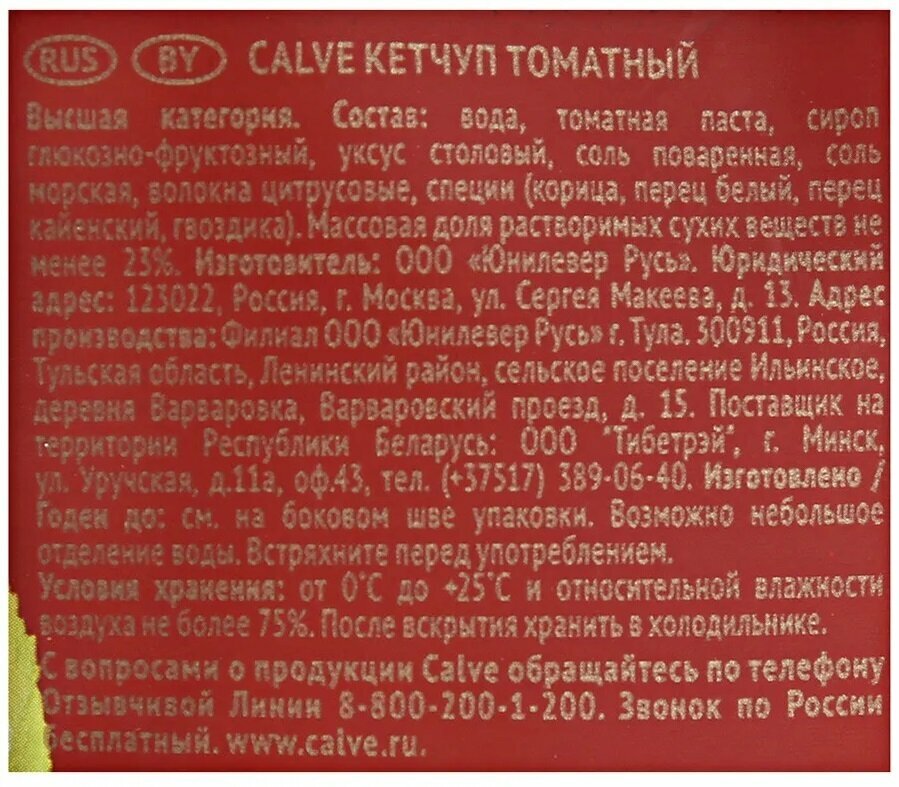 RUS BY CALVE КЕТЧУП ТОМАТНЫЙ
Высшая категория. Состав: вода, томатная паста, сироп
глюкозно-фруктозный, уксус столовый, соль поваренная, соль
морская, волокна цитрусовые, специи (корица, перец белый, перец
кайенский, гвоздика). Массовая доля растворимых сухих веществ не
менее 23%. Изготовитель: ООО «Юнилевер Русь». Юридический
адрес: 123022, Россия, г. Москва, ул. Сергея Макеева, д. 13. Адрес
производства: Филиал ООО «Юнилевер Русь» г. Тула. 300911, Россия,
Тульская область, Ленинский район, сельское поселение Ильинское,
деревня Варваровка, Варваровский проезд, д. 15. Поставщик на
территории Республики Беларусь: ООО "Тибетрэй", г. Минск,
ул. Уручская, д.11а, оф.43, тел. (+37517) 389-06-40. Изготовлено /
Годен до: см. на боковом шве упаковки. Возможно небольшое
отделение воды. Встряхните перед употреблением.
Условия хранения: от 0°С до +25°С и относительной влажности
воздуха не более 75%. После вскрытия хранить в холодильнике.
С вопросами о продукции Calve обращайтесь по телефону
Отзывчивой Линии 8-800-200-1-200. Звонок по России
бесплатный. www.calve.ru.